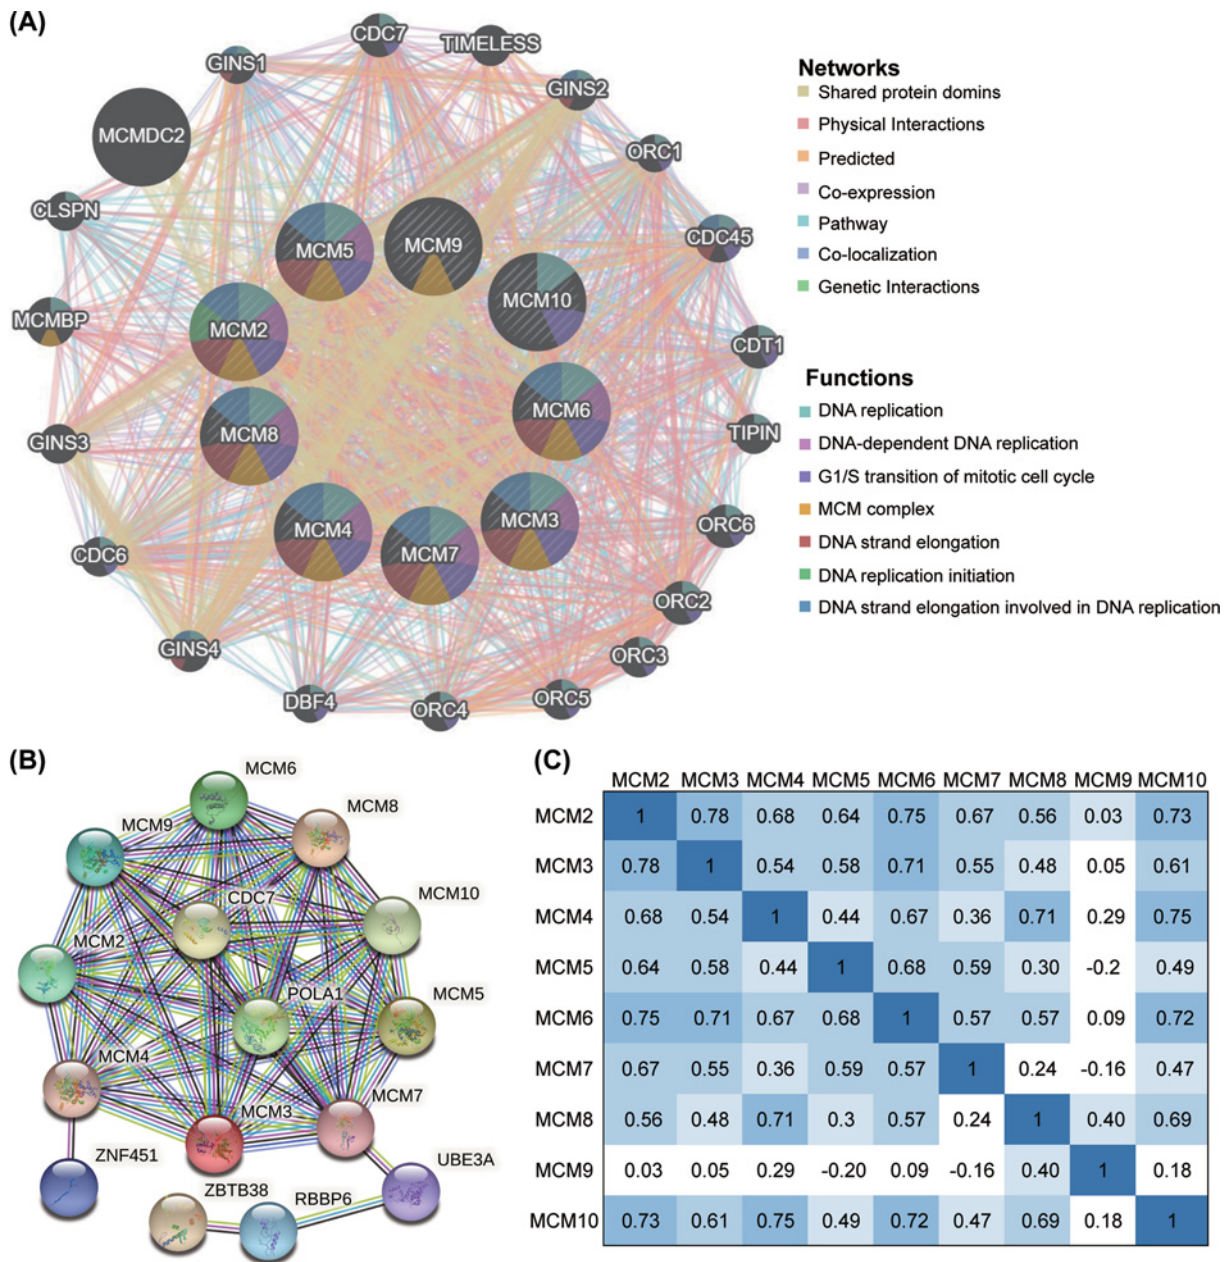 (A)
CDC7
TIMELESS
GINS1
GINS2
MCMDC2
ORC1
CLSPN
MCM5
MCM9
CDC45
MCM10
MCMBP
MCM2
CDT1
MCM6
GINS3
MCM8
TIPIN
MCM4
MCM7
MCM3
ORC6
CDC6
ORC2
GINS4
ORC3
DBF4
ORC4
ORC5
Networks
Shared protein domins
Physical Interactions
Predicted
Co-expression
Pathway
Co-localization
Genetic Interactions
Functions
DNA replication
DNA-dependent DNA replication
G1/S transition of mitotic cell cycle
MCM complex
DNA strand elongation
DNA replication initiation
DNA strand elongation involved in DNA replication
(B)
MCM6
MCM8
MCM9
CDC7
MCM10
MCM2
POLA1
MCM5
MCM4
MCM3
MCM7
ZNF451
ZBTB38
RBBP6
UBE3A
(C)
MCM2 MCM3 MCM4 MCM5 MCM6 MCM7 MCM8 MCM9 MCM10
MCM2 1 0.78 0.68 0.64 0.75 0.67 0.56 0.03 0.73
MCM3 0.78 1 0.54 0.58 0.71 0.55 0.48 0.05 0.61
MCM4 0.68 0.54 1 0.44 0.67 0.36 0.71 0.29 0.75
MCM5 0.64 0.58 0.44 1 0.68 0.59 0.30 -0.2 0.49
MCM6 0.75 0.71 0.67 0.68 1 0.57 0.57 0.09 0.72
MCM7 0.67 0.55 0.36 0.59 0.57 1 0.24 -0.16 0.47
MCM8 0.56 0.48 0.71 0.3 0.57 0.24 1 0.40 0.69
MCM9 0.03 0.05 0.29 -0.20 0.09 -0.16 0.40 1 0.18
MCM10 0.73 0.61 0.75 0.49 0.72 0.47 0.69 0.18 1